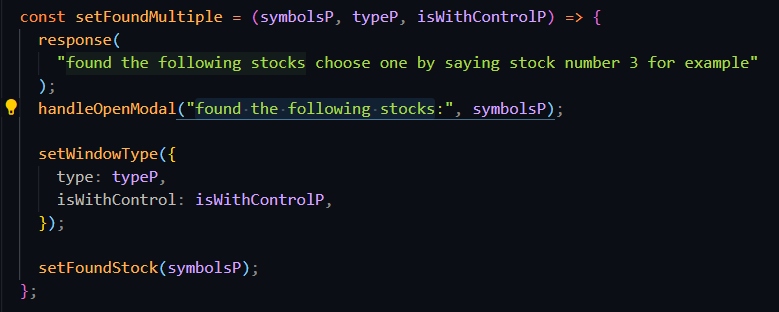 const setFoundMultiple = (symbolsP, typeP, isWithControlP) => {
  response(
    "found the following stocks choose one by saying stock number 3 for example"
  );
  handleOpenModal("found the following stocks:", symbolsP);
  setWindowType({
    type: typeP,
    isWithControl: isWithControlP,
  });
  setFoundStock(symbolsP);
};